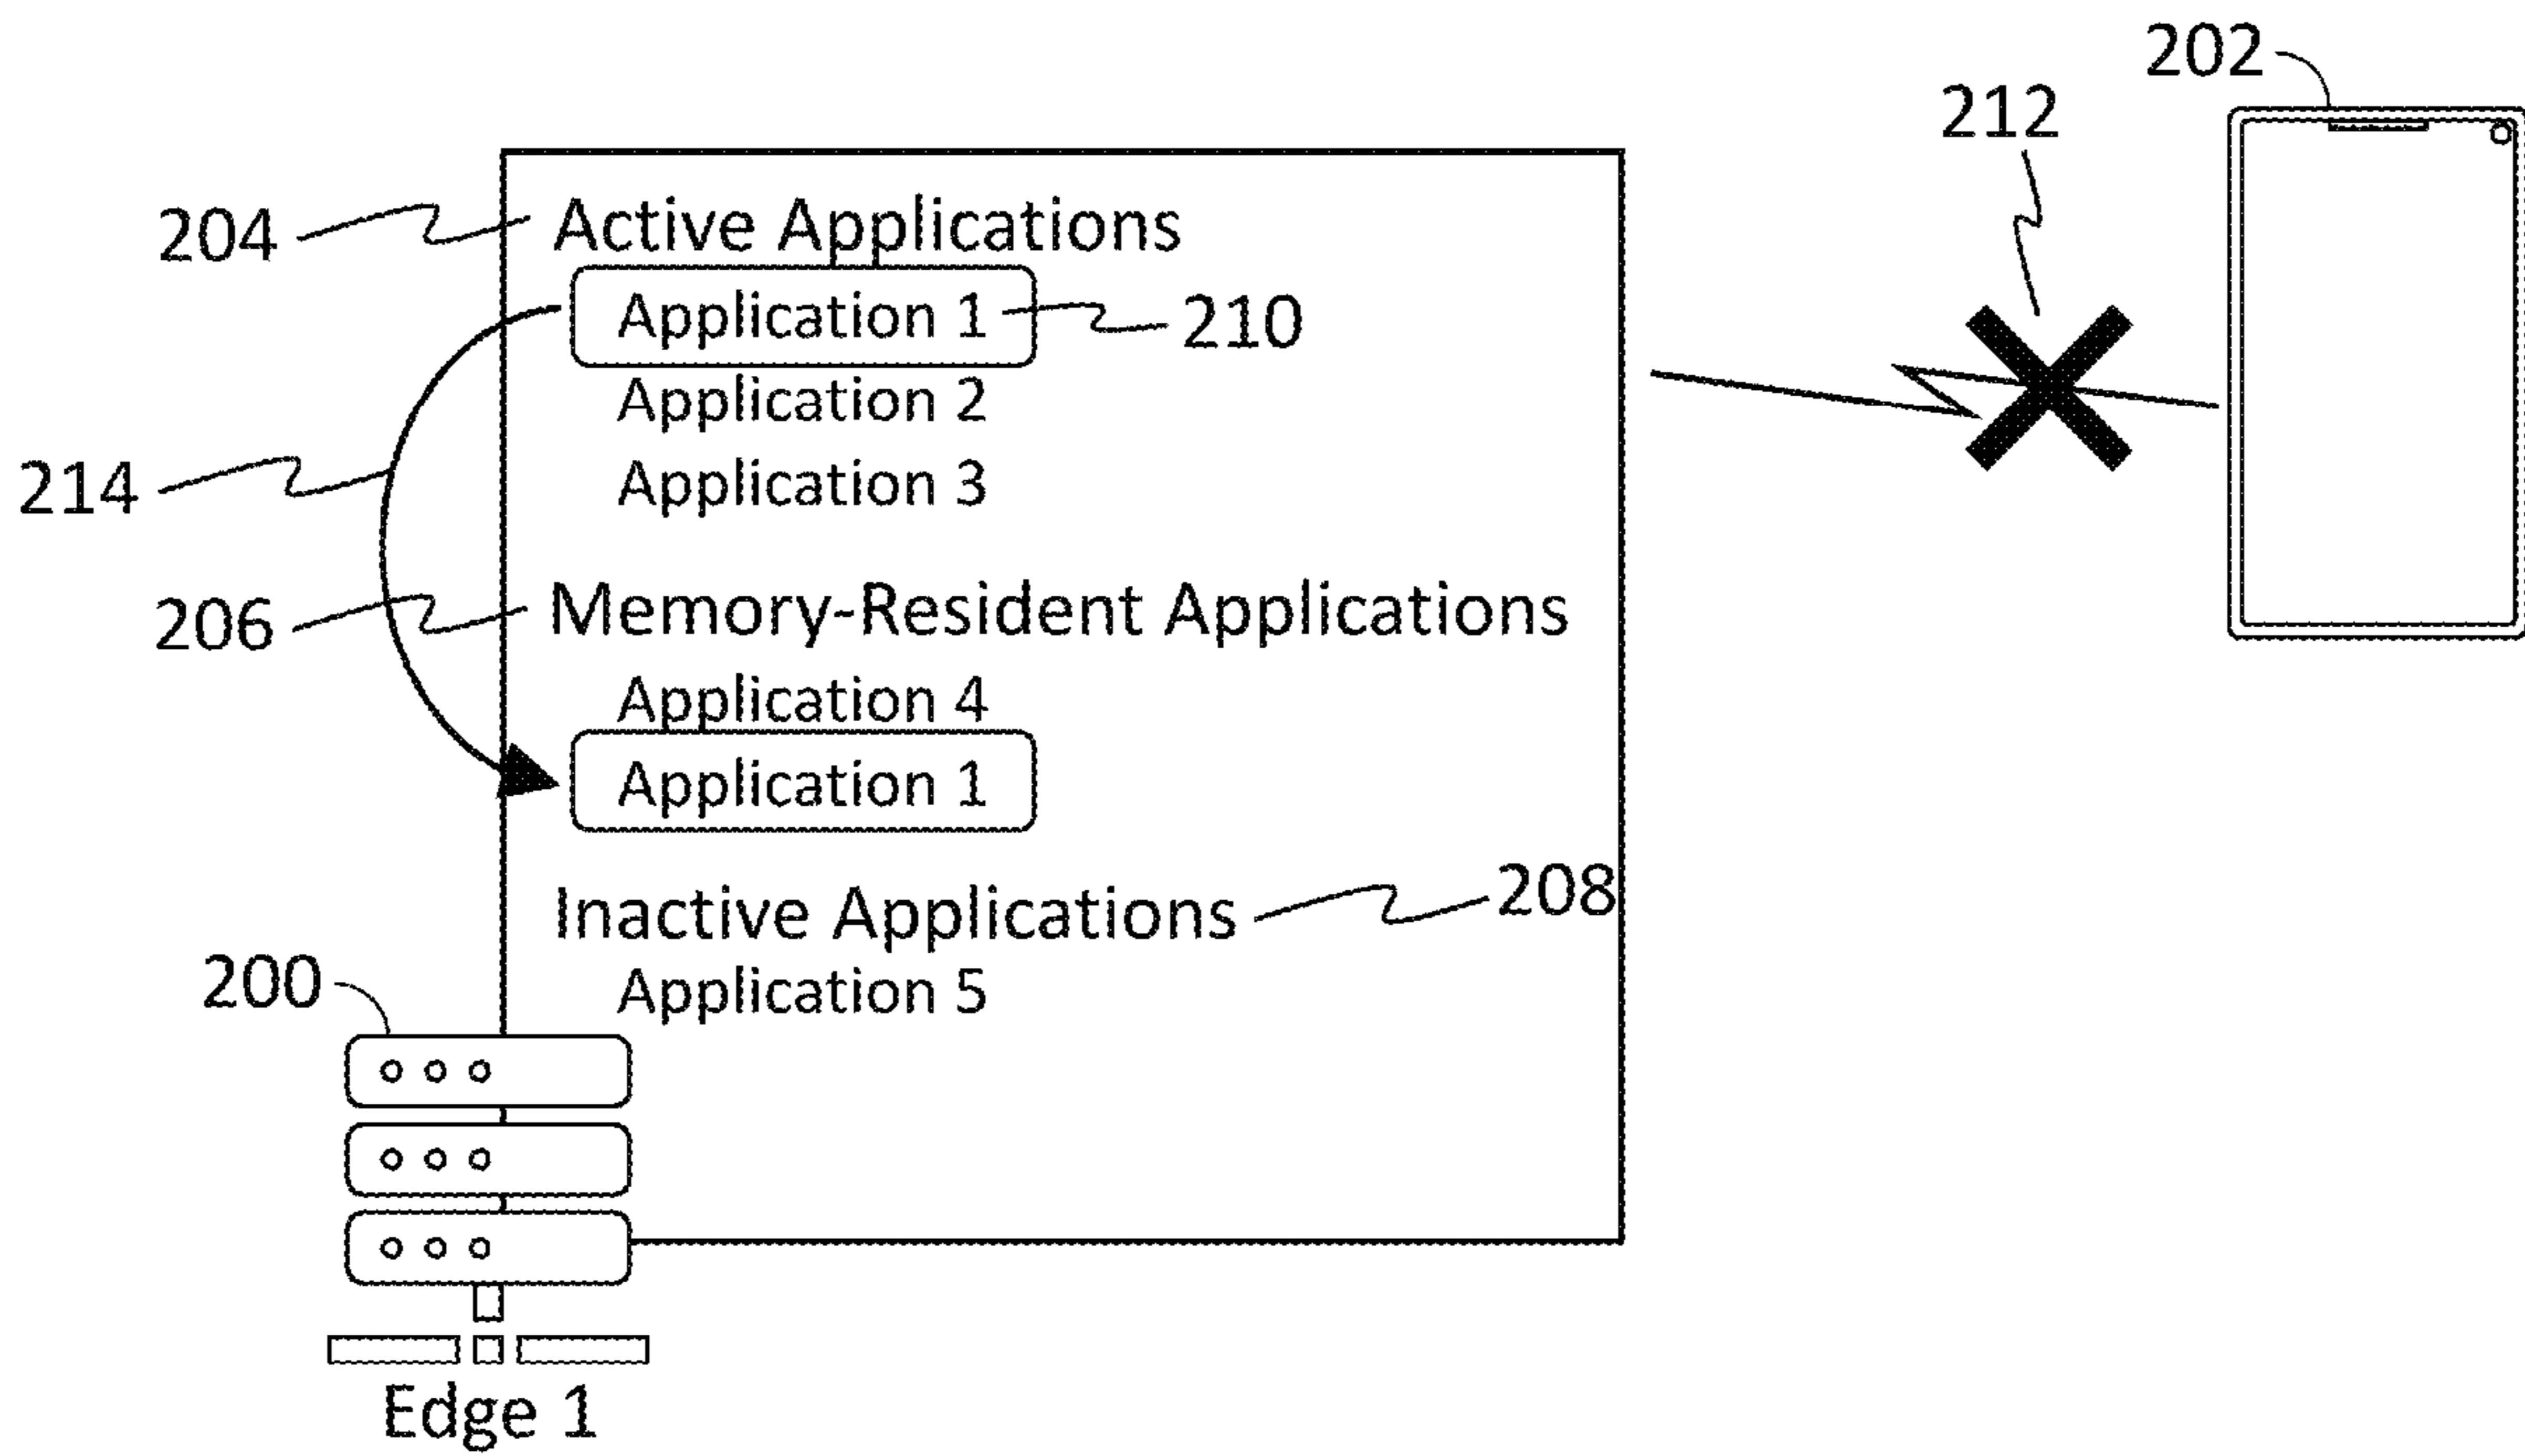 202
212
204 Active Applications
Application 1 210
Application 2
214 Application 3
206 Memory-Resident Applications
Application 4
Application 1
Inactive Applications 208
200 Application 5
Edge 1